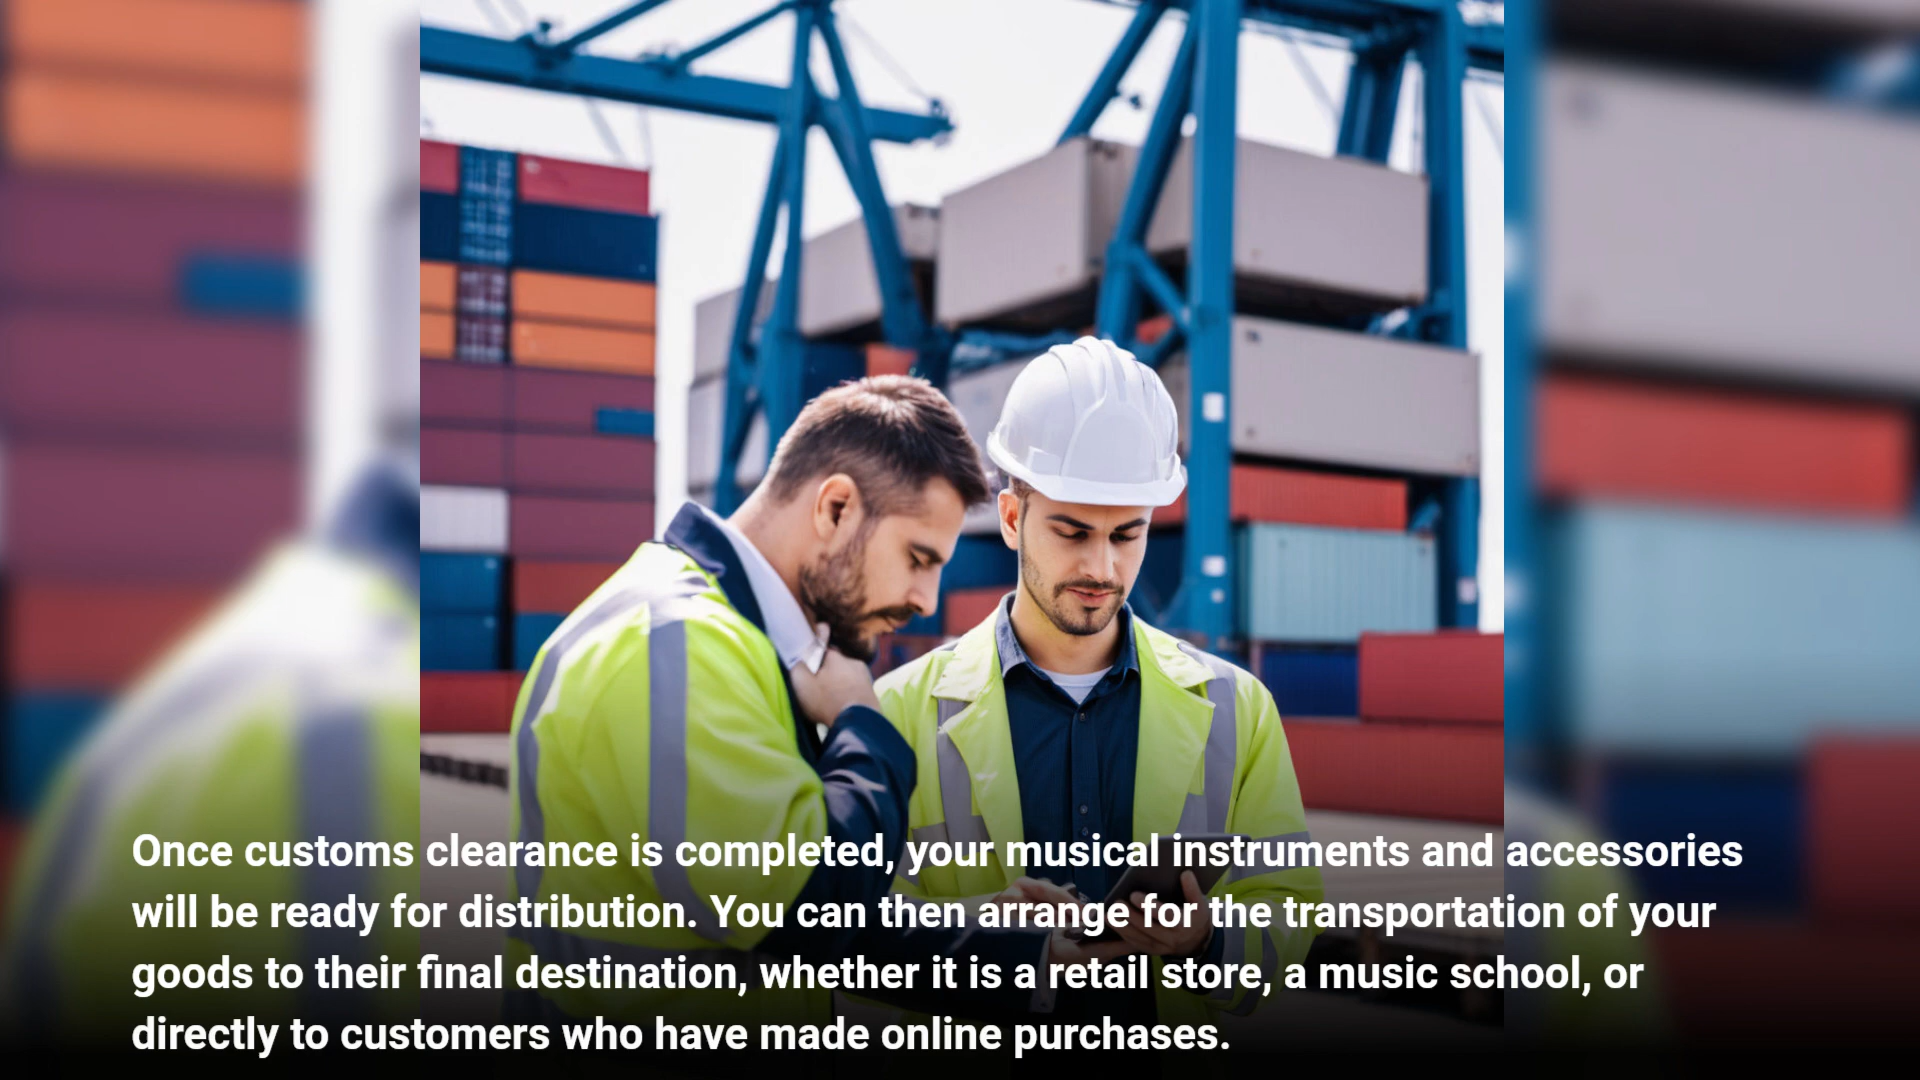 Once customs clearance is completed, your musical instruments and accessories
will be ready for distribution. You can then arrange for the transportation of your
goods to their final destination, whether it is a retail store, a music school, or
directly to customers who have made online purchases.